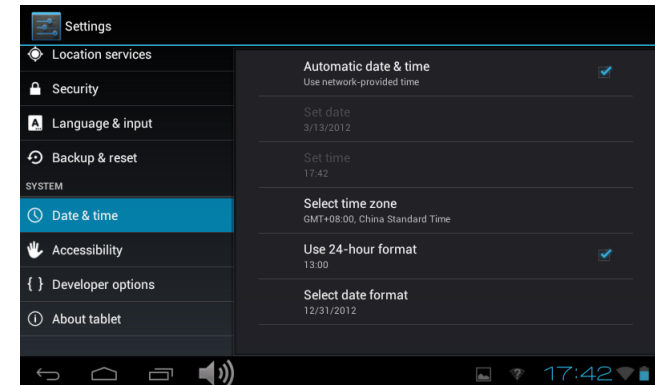 Settings
Location services
Security
A Language & input
Backup & reset
SYSTEM
Date & time
Accessibility
{ } Developer options
About tablet
Automatic date & time
Use network-provided time
Set date
3/13/2012
Set time
17:42
Select time zone
GMT+08:00, China Standard Time
Use 24-hour format
13:00
Select date format
12/31/2012
? 17:42